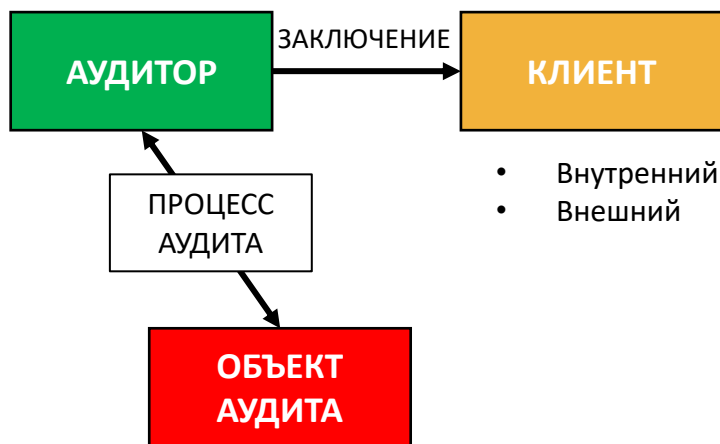 ЗАКЛЮЧЕНИЕ
АУДИТОР
КЛИЕНТ
• Внутренний
• Внешний
ПРОЦЕСС
АУДИТА
ОБЪЕКТ
АУДИТА